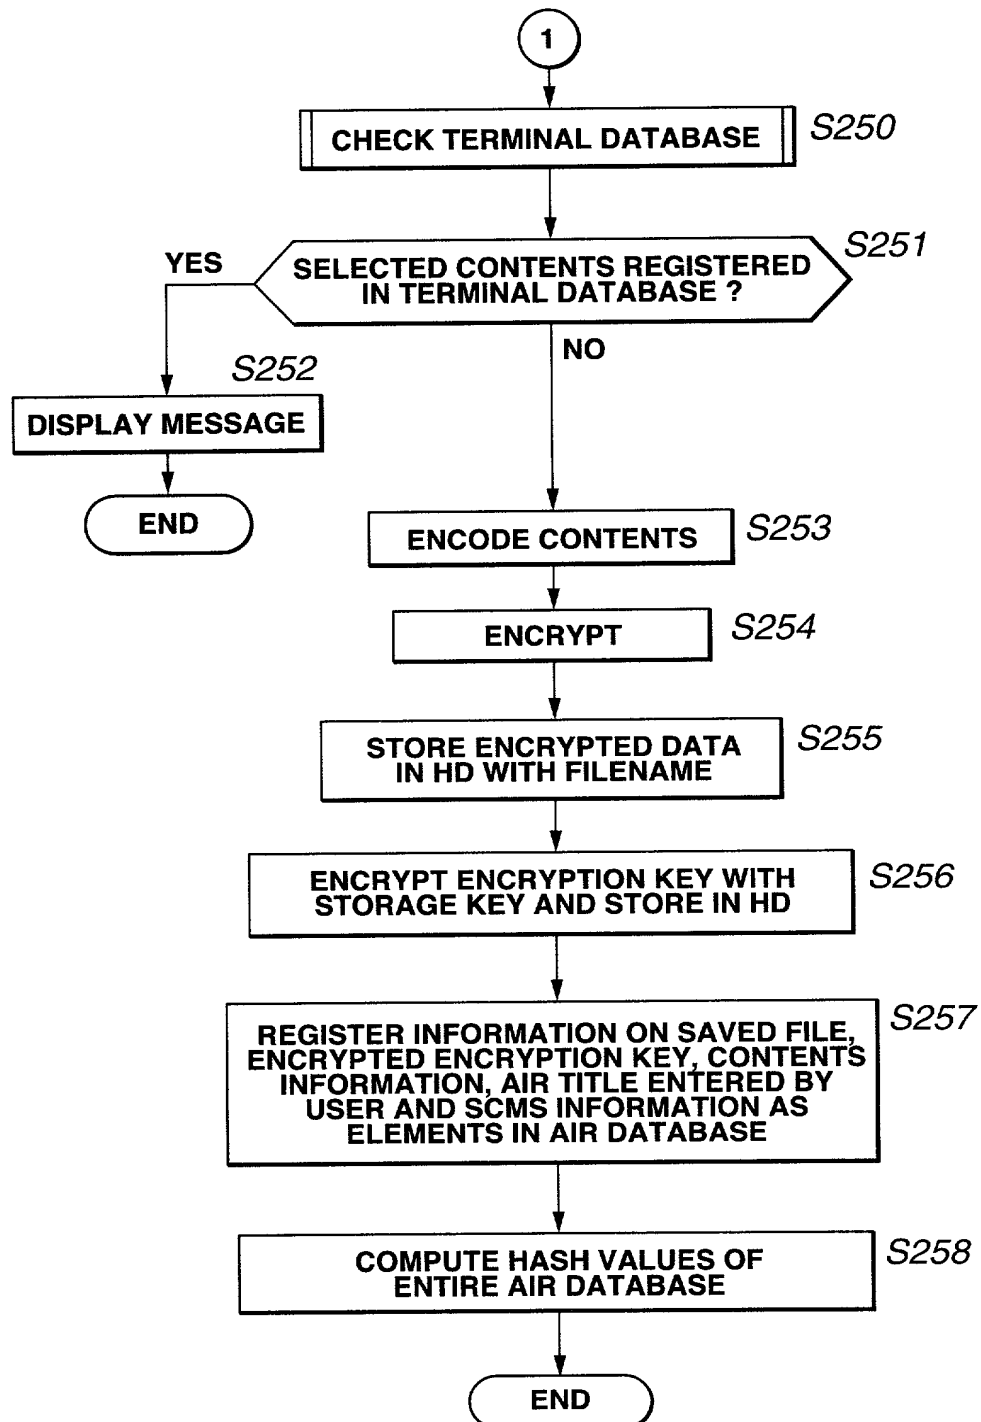 1
CHECK TERMINAL DATABASE
S250
S251
YES
SELECTED CONTENTS REGISTERED
IN TERMINAL DATABASE ?
NO
S252
DISPLAY MESSAGE
END
ENCODE CONTENTS
S253
ENCRYPT
S254
STORE ENCRYPTED DATA
IN HD WITH FILENAME
S255
ENCRYPT ENCRYPTION KEY WITH
STORAGE KEY AND STORE IN HD
S256
REGISTER INFORMATION ON SAVED FILE,
ENCRYPTED ENCRYPTION KEY, CONTENTS
INFORMATION, AIR TITLE ENTERED BY
USER AND SCMS INFORMATION AS
ELEMENTS IN AIR DATABASE
S257
COMPUTE HASH VALUES OF
ENTIRE AIR DATABASE
S258
END